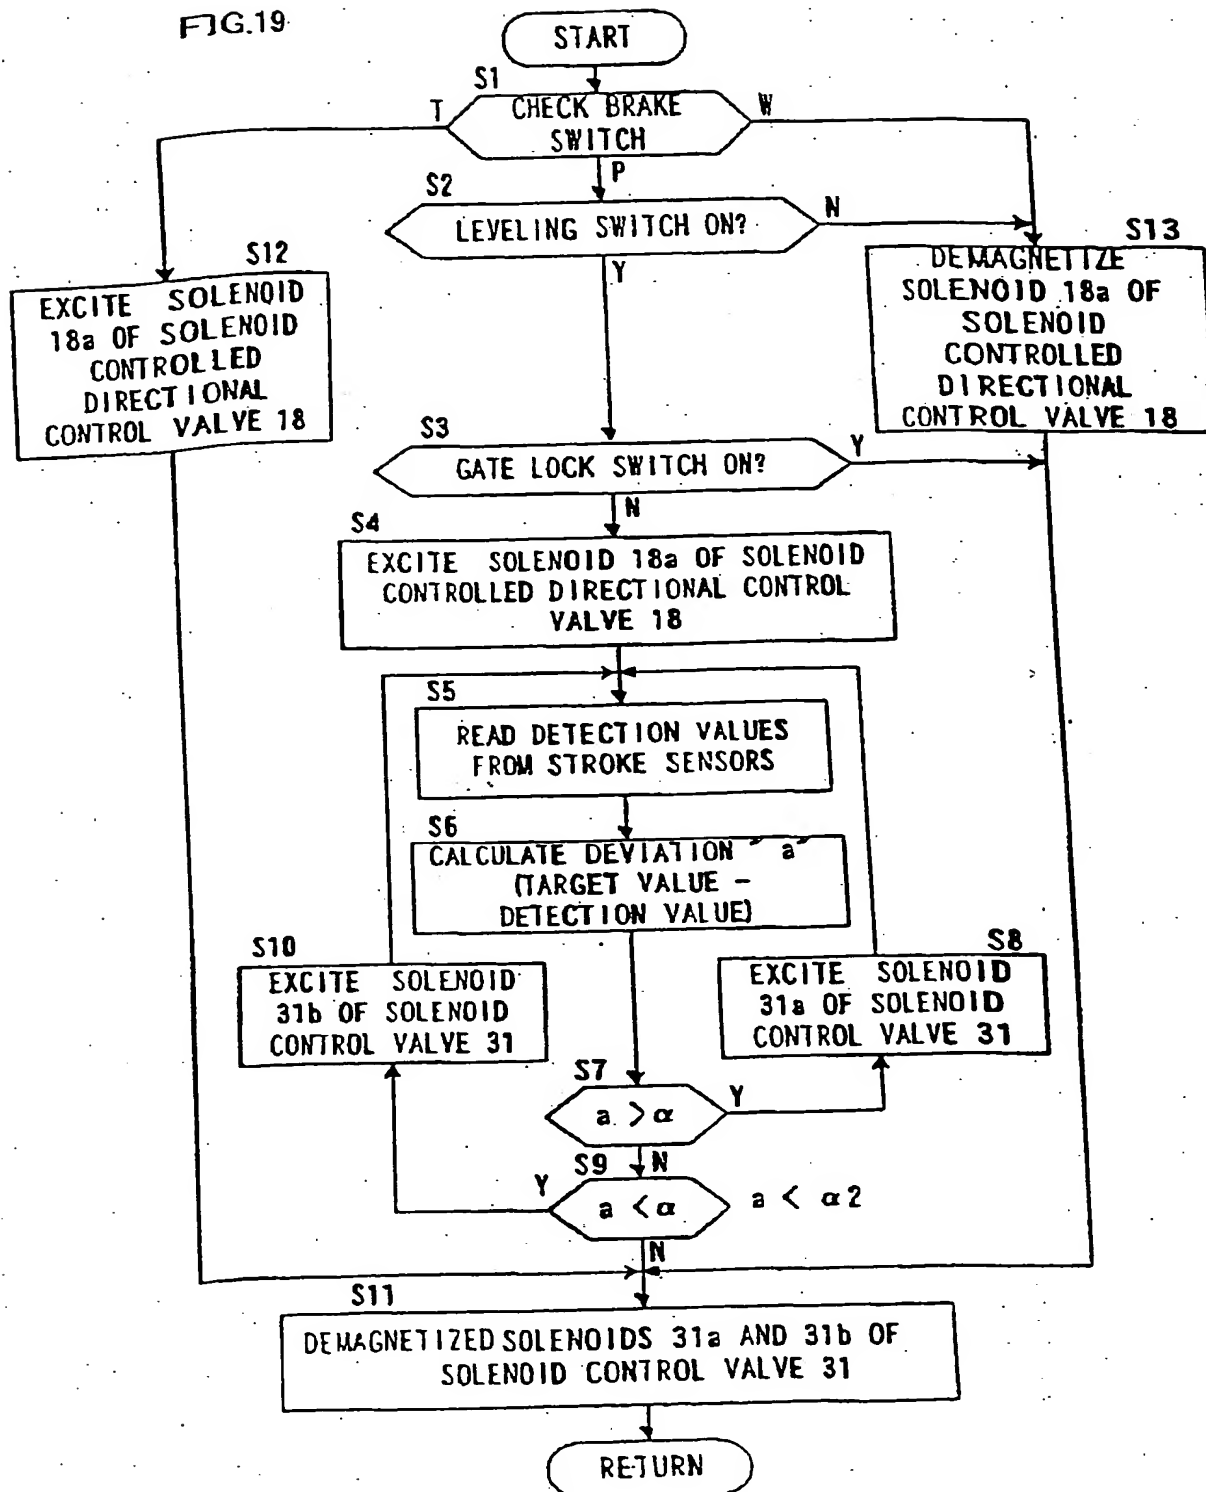 FIG.19
START
S1
T
CHECK BRAKE
SWITCH
W
P
S2
LEVELING SWITCH ON?
N
Y
S12
EXCITE SOLENOID
18a OF SOLENOID
CONTROLLED
DIRECTIONAL
CONTROL VALVE 18
S13
DEMAGNETIZE
SOLENOID 18a OF
SOLENOID
CONTROLLED
DIRECTIONAL
CONTROL VALVE 18
S3
GATE LOCK SWITCH ON?
Y
N
S4
EXCITE SOLENOID 18a OF SOLENOID
CONTROLLED DIRECTIONAL CONTROL
VALVE 18
S5
READ DETECTION VALUES
FROM STROKE SENSORS
S6
CALCULATE DEVIATION "a"
(TARGET VALUE -
DETECTION VALUE)
S10
EXCITE SOLENOID
31b OF SOLENOID
CONTROL VALVE 31
S8
EXCITE SOLENOID
31a OF SOLENOID
CONTROL VALVE 31
S7
a > α
Y
N
S9
Y
a < α
a < α2
N
S11
DEMAGNETIZED SOLENOIDS 31a AND 31b OF
SOLENOID CONTROL VALVE 31
RETURN